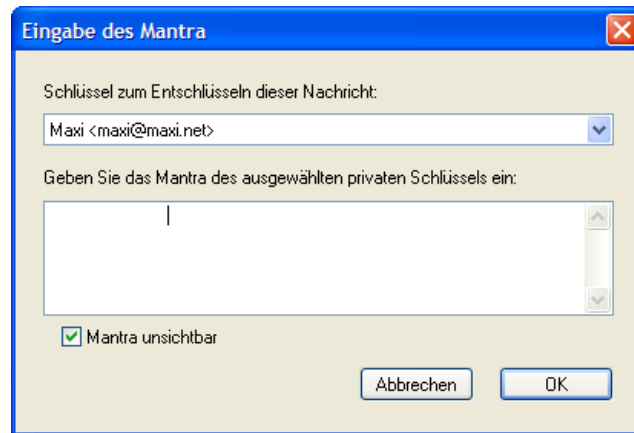 Eingabe des Mantra
Schlüssel zum Entschlüsseln dieser Nachricht:
Maxi <maxi@maxi.net>
Geben Sie das Mantra des ausgewählten privaten Schlüssels ein:
Mantra unsichtbar
Abbrechen OK